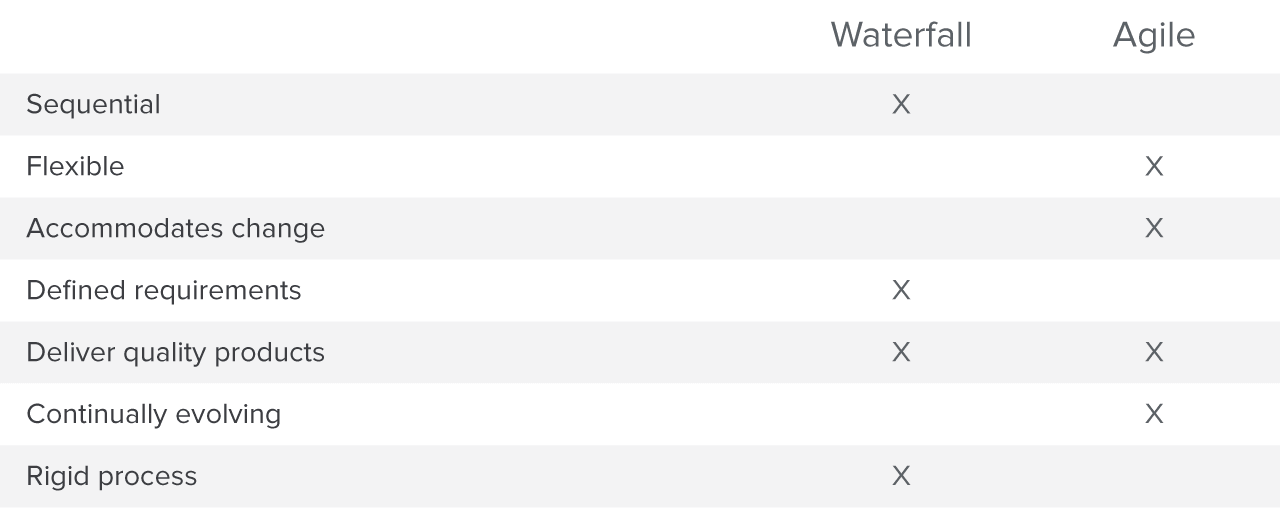 Waterfall Agile
Sequential X
Flexible X
Accommodates change X
Defined requirements X
Deliver quality products X X
Continually evolving X
Rigid process X